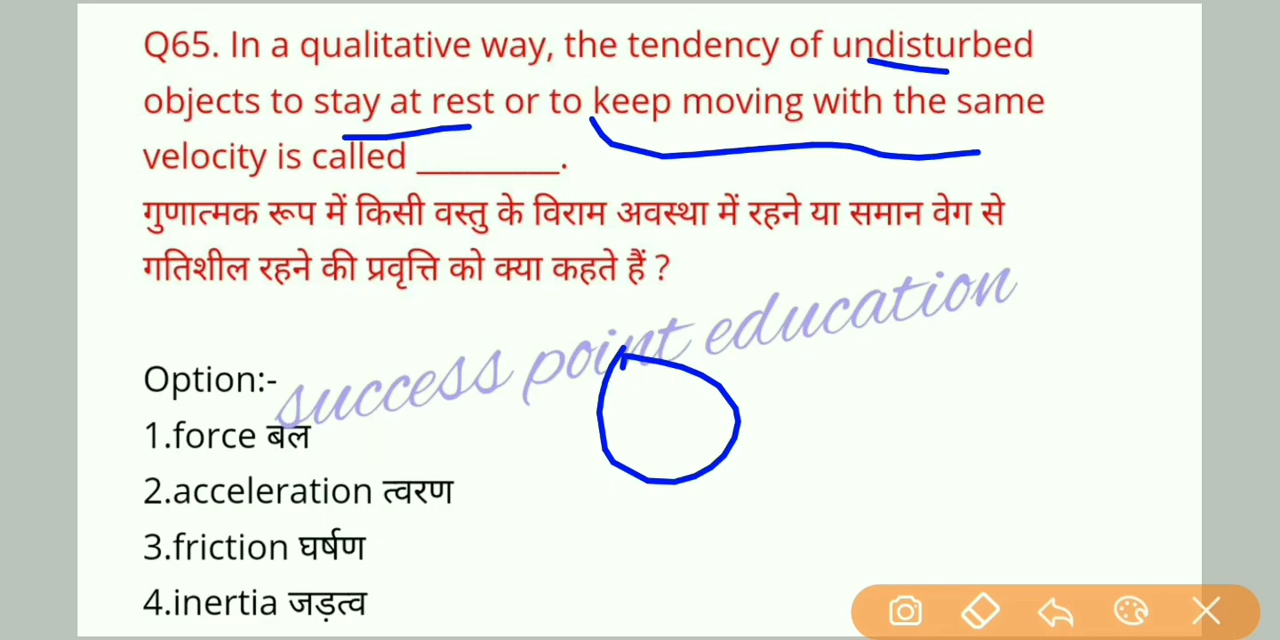 Q65. In a qualitative way, the tendency of undisturbed
objects to stay at rest or to keep moving with the same
velocity is called _________.
गुणात्मक रूप में किसी वस्तु के विराम अवस्था में रहने या समान वेग से
गतिशील रहने की प्रवृत्ति को क्या कहते हैं ?
success point education
Option:-
1.force बल
2.acceleration त्वरण
3.friction घर्षण
4.inertia जड़त्व